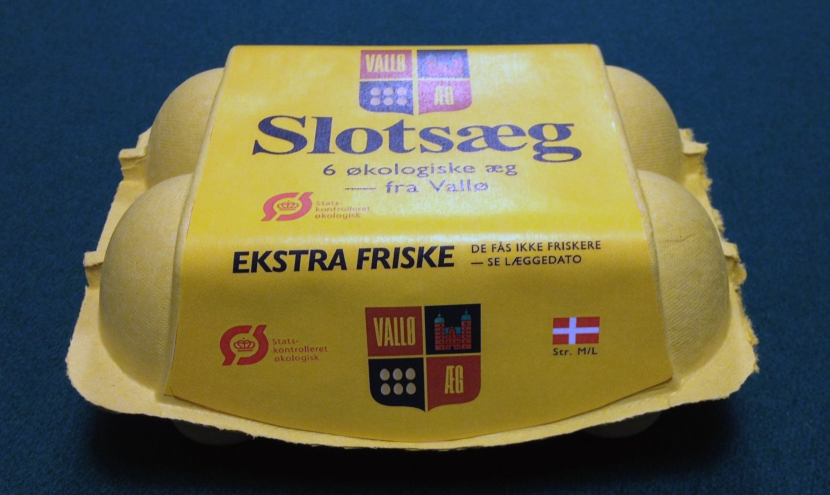 VALLØ
ÆG
Slotsæg
6 økologiske æg
fra Vallø
Stats-
kontrolleret
økologisk
EKSTRA FRISKE
DE FÅS IKKE FRISKERE
— SE LÆGGEDATO
Stats-
kontrolleret
økologisk
VALLØ
ÆG
Str. M/L